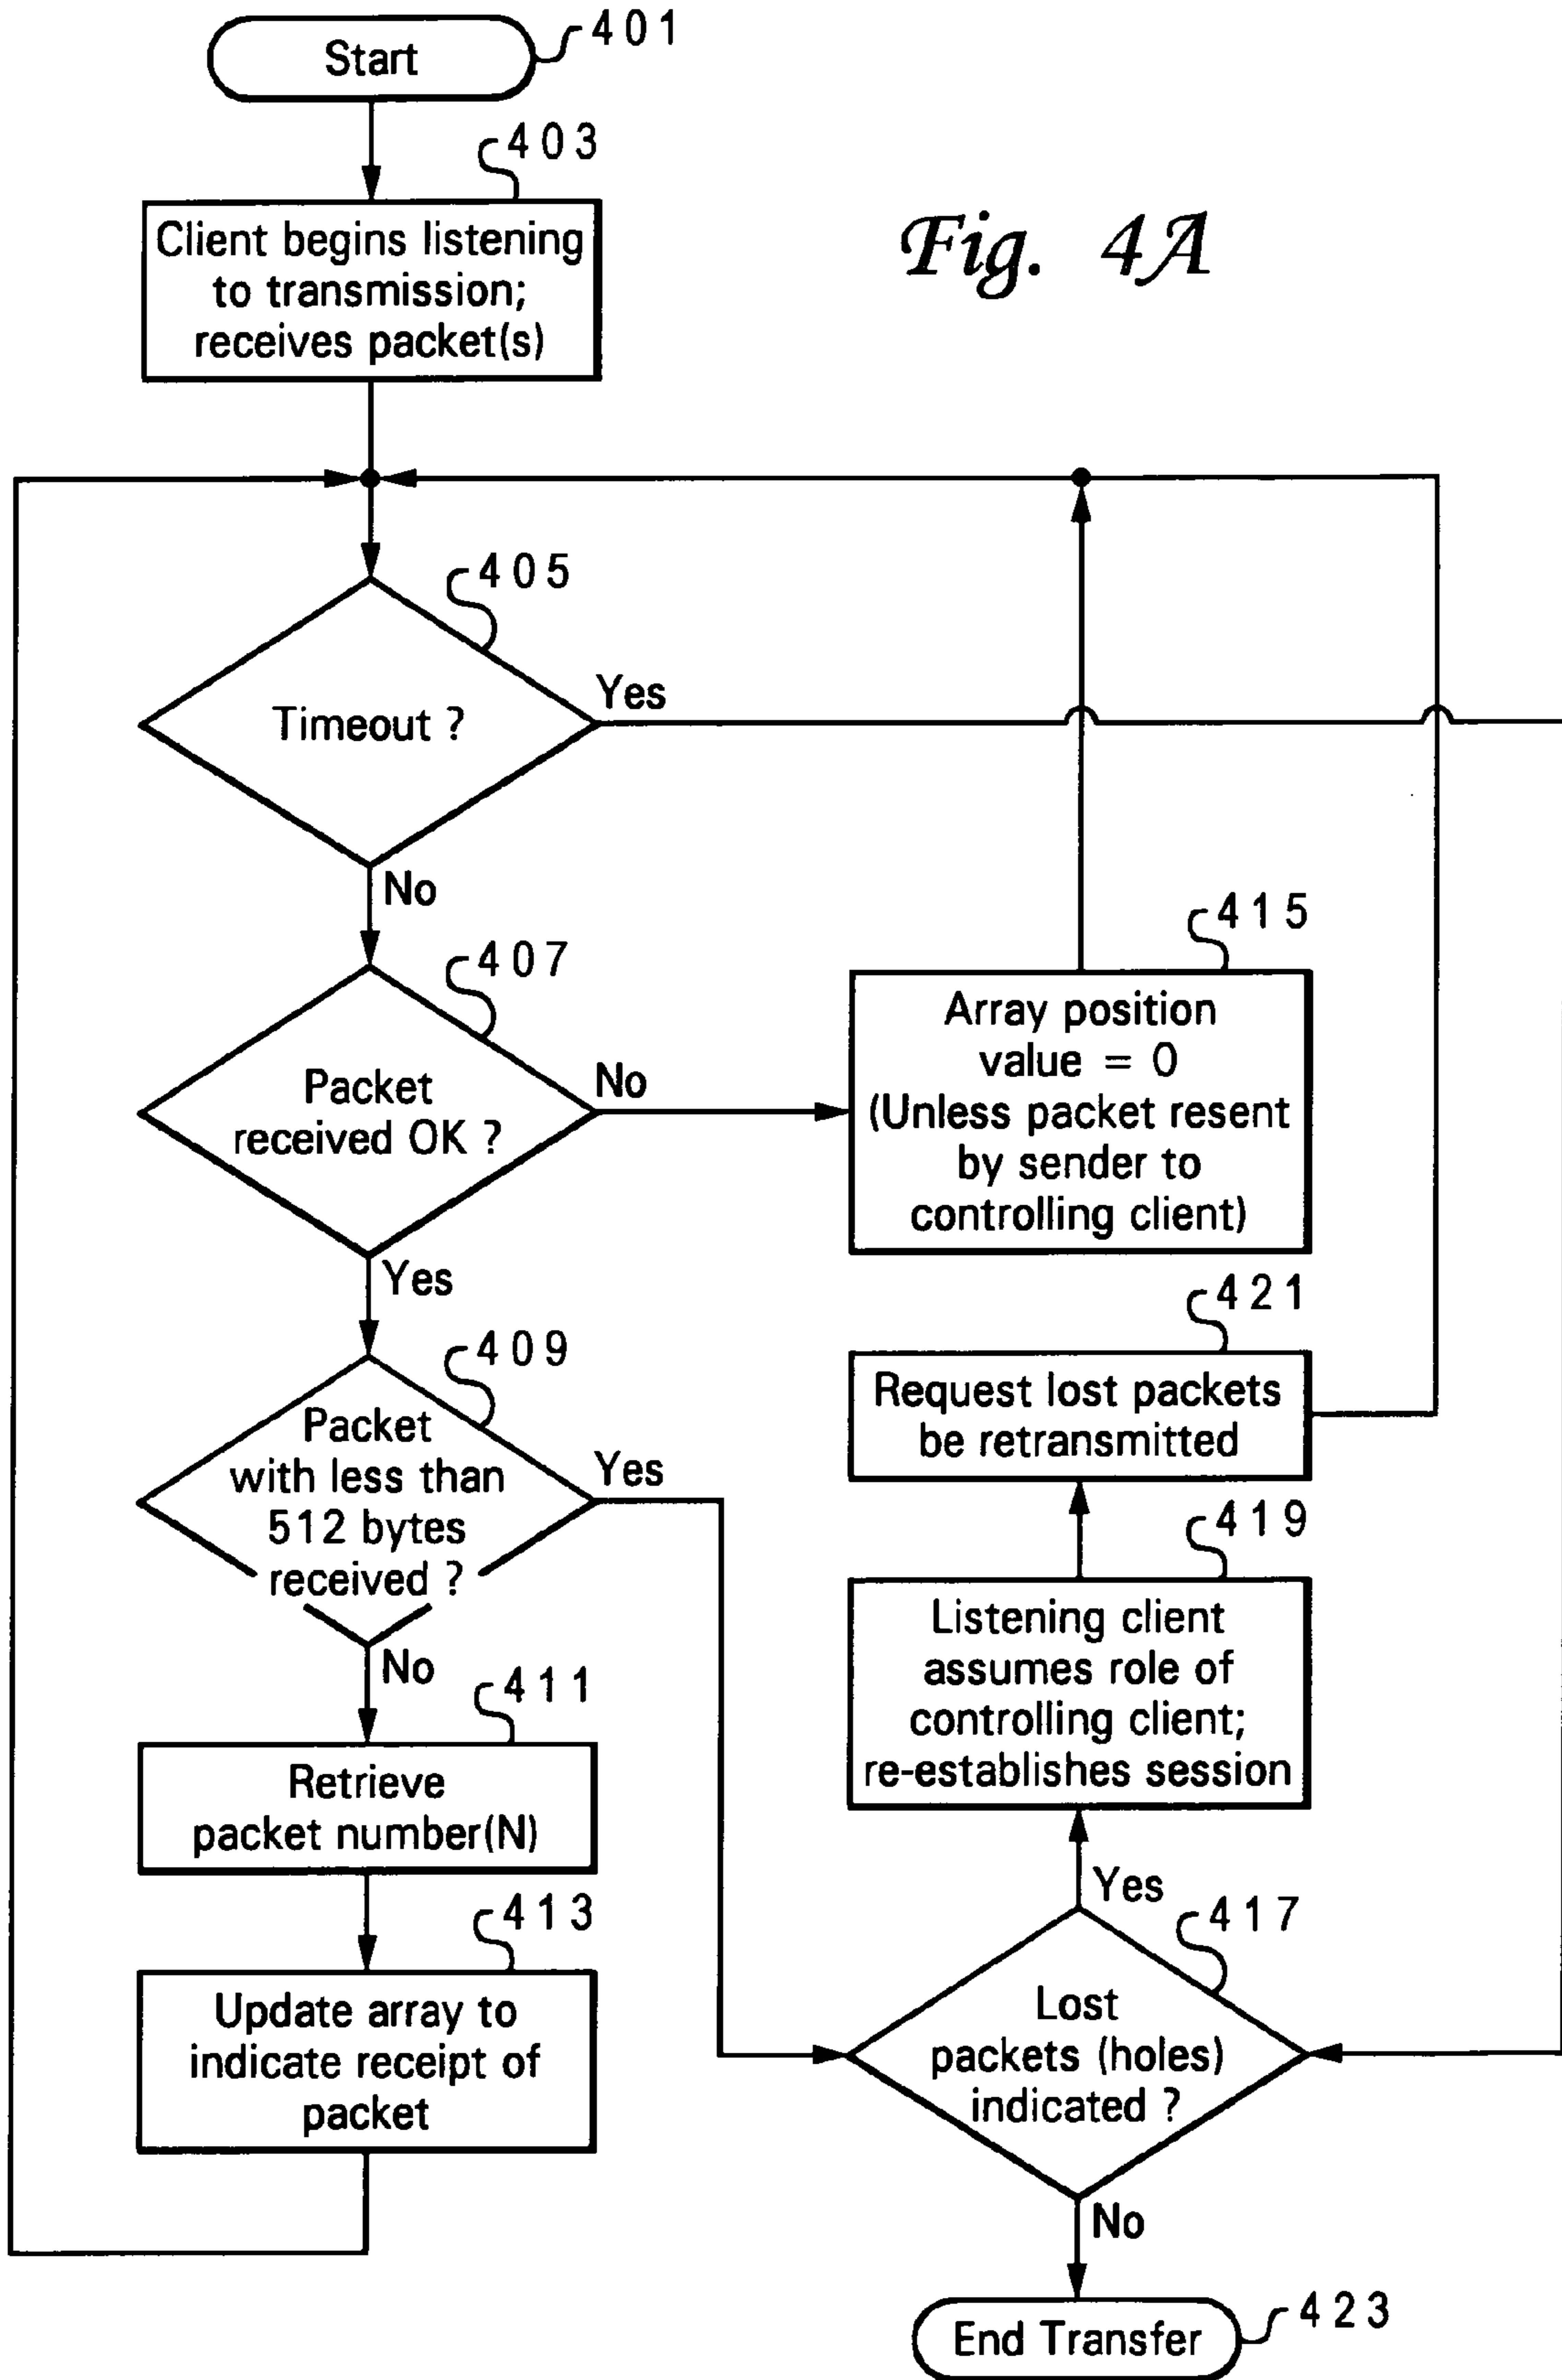 Start
401
403
Client begins listening
to transmission;
receives packet(s)
Fig. 4A
405
Timeout ?
Yes
No
407
Packet
received OK ?
No
Yes
415
Array position
value = 0
(Unless packet resent
by sender to
controlling client)
409
Packet
with less than
512 bytes
received ?
Yes
No
421
Request lost packets
be retransmitted
419
Listening client
assumes role of
controlling client;
re-establishes session
411
Retrieve
packet number(N)
413
Update array to
indicate receipt of
packet
Yes
417
Lost
packets (holes)
indicated ?
No
End Transfer
423